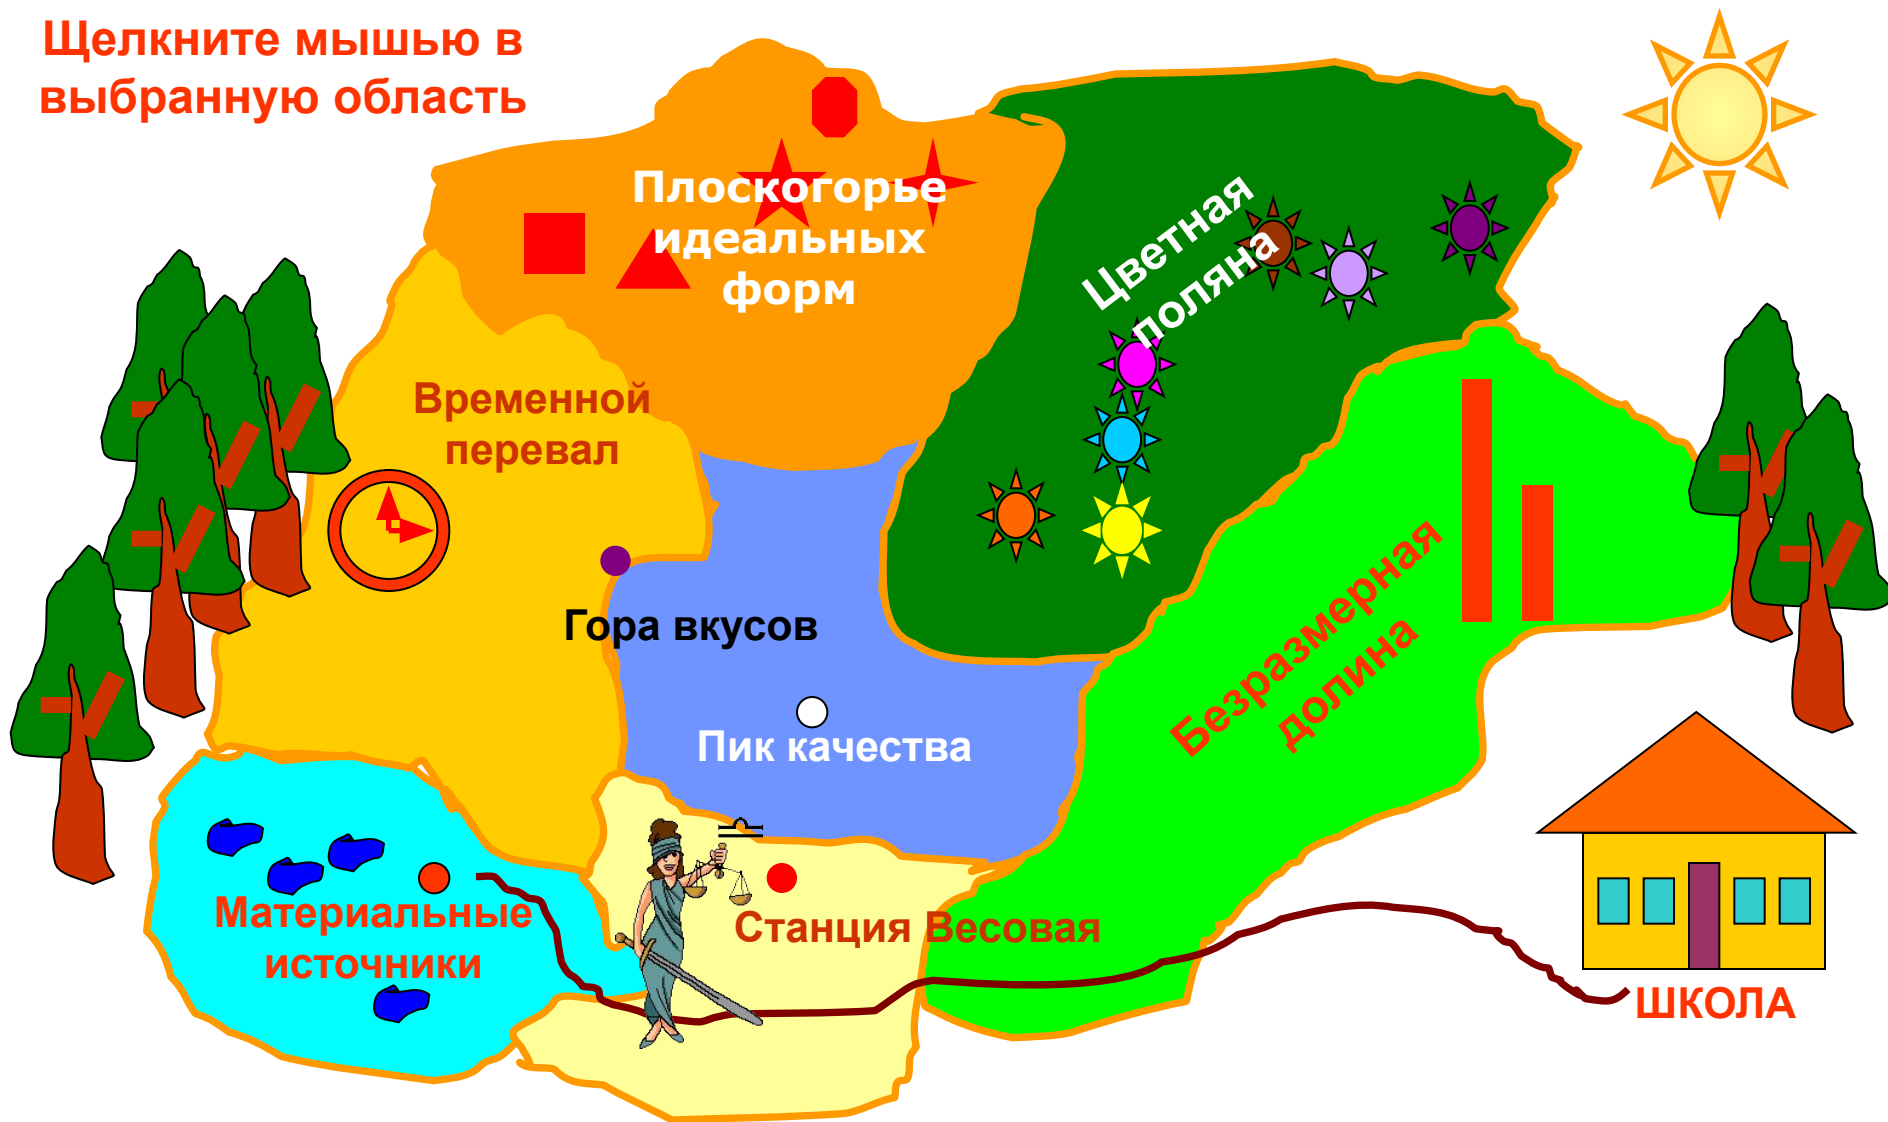 Щелкните мышью в
выбранную область
Плоскогорье
идеальных
форм
Цветная
поляна
Временной
перевал
Безразмерная
долина
Гора вкусов
Пик качества
Материальные
источники
Станция Весовая
ШКОЛА